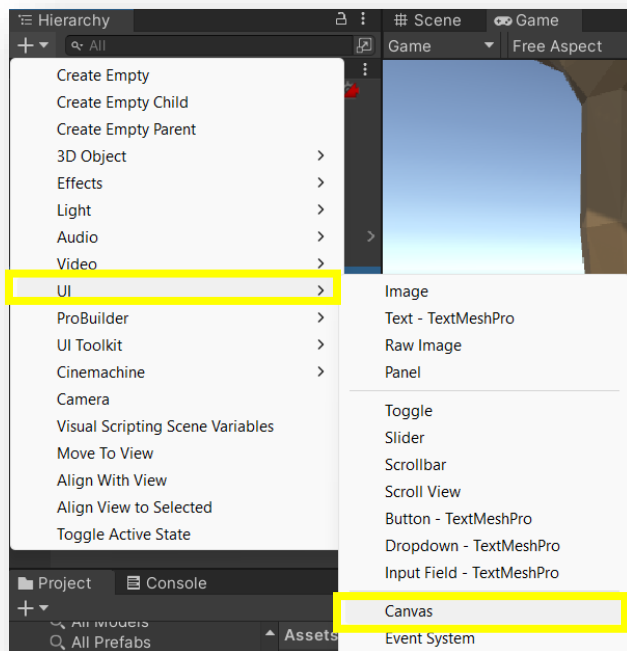 Hierarchy
All
Create Empty
Create Empty Child
Create Empty Parent
3D Object
Effects
Light
Audio
Video
UI
ProBuilder
UI Toolkit
Cinemachine
Camera
Visual Scripting Scene Variables
Move To View
Align With View
Align View to Selected
Toggle Active State
Scene Game
Game Free Aspect
Image
Text - TextMeshPro
Raw Image
Panel
Toggle
Slider
Scrollbar
Scroll View
Button - TextMeshPro
Dropdown - TextMeshPro
Input Field - TextMeshPro
Canvas
Event System
Project Console
All Models
All Prefabs
Assets